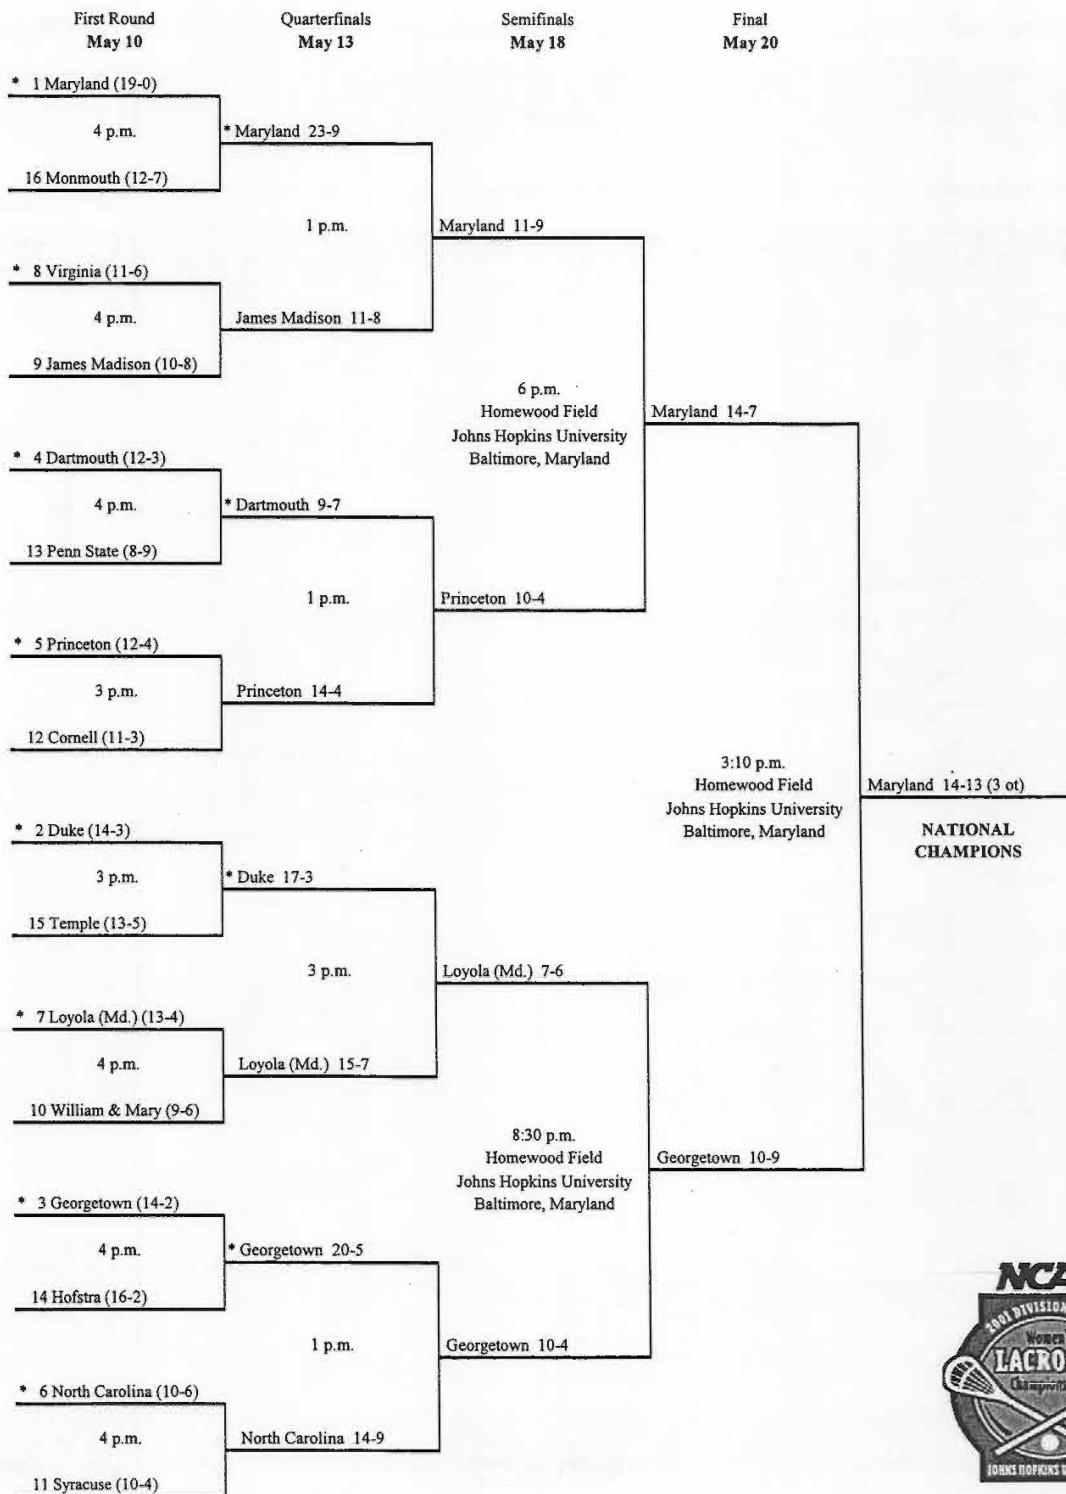 First Round
May 10
Quarterfinals
May 13
Semifinals
May 18
Final
May 20
* 1 Maryland (19-0)
4 p.m.
16 Monmouth (12-7)
* Maryland 23-9
1 p.m.
Maryland 11-9
* 8 Virginia (11-6)
4 p.m.
9 James Madison (10-8)
James Madison 11-8
6 p.m.
Homewood Field
Johns Hopkins University
Baltimore, Maryland
Maryland 14-7
* 4 Dartmouth (12-3)
4 p.m.
13 Penn State (8-9)
* Dartmouth 9-7
1 p.m.
Princeton 10-4
* 5 Princeton (12-4)
3 p.m.
12 Cornell (11-3)
Princeton 14-4
3:10 p.m.
Homewood Field
Johns Hopkins University
Baltimore, Maryland
Maryland 14-13 (3 ot)
NATIONAL
CHAMPIONS
* 2 Duke (14-3)
3 p.m.
15 Temple (13-5)
* Duke 17-3
3 p.m.
Loyola (Md.) 7-6
* 7 Loyola (Md.) (13-4)
4 p.m.
10 William & Mary (9-6)
Loyola (Md.) 15-7
8:30 p.m.
Homewood Field
Johns Hopkins University
Baltimore, Maryland
Georgetown 10-9
* 3 Georgetown (14-2)
4 p.m.
14 Hofstra (16-2)
* Georgetown 20-5
1 p.m.
Georgetown 10-4
* 6 North Carolina (10-6)
4 p.m.
11 Syracuse (10-4)
North Carolina 14-9
2001 DIVISION
Women
JOHNS HOPKINS